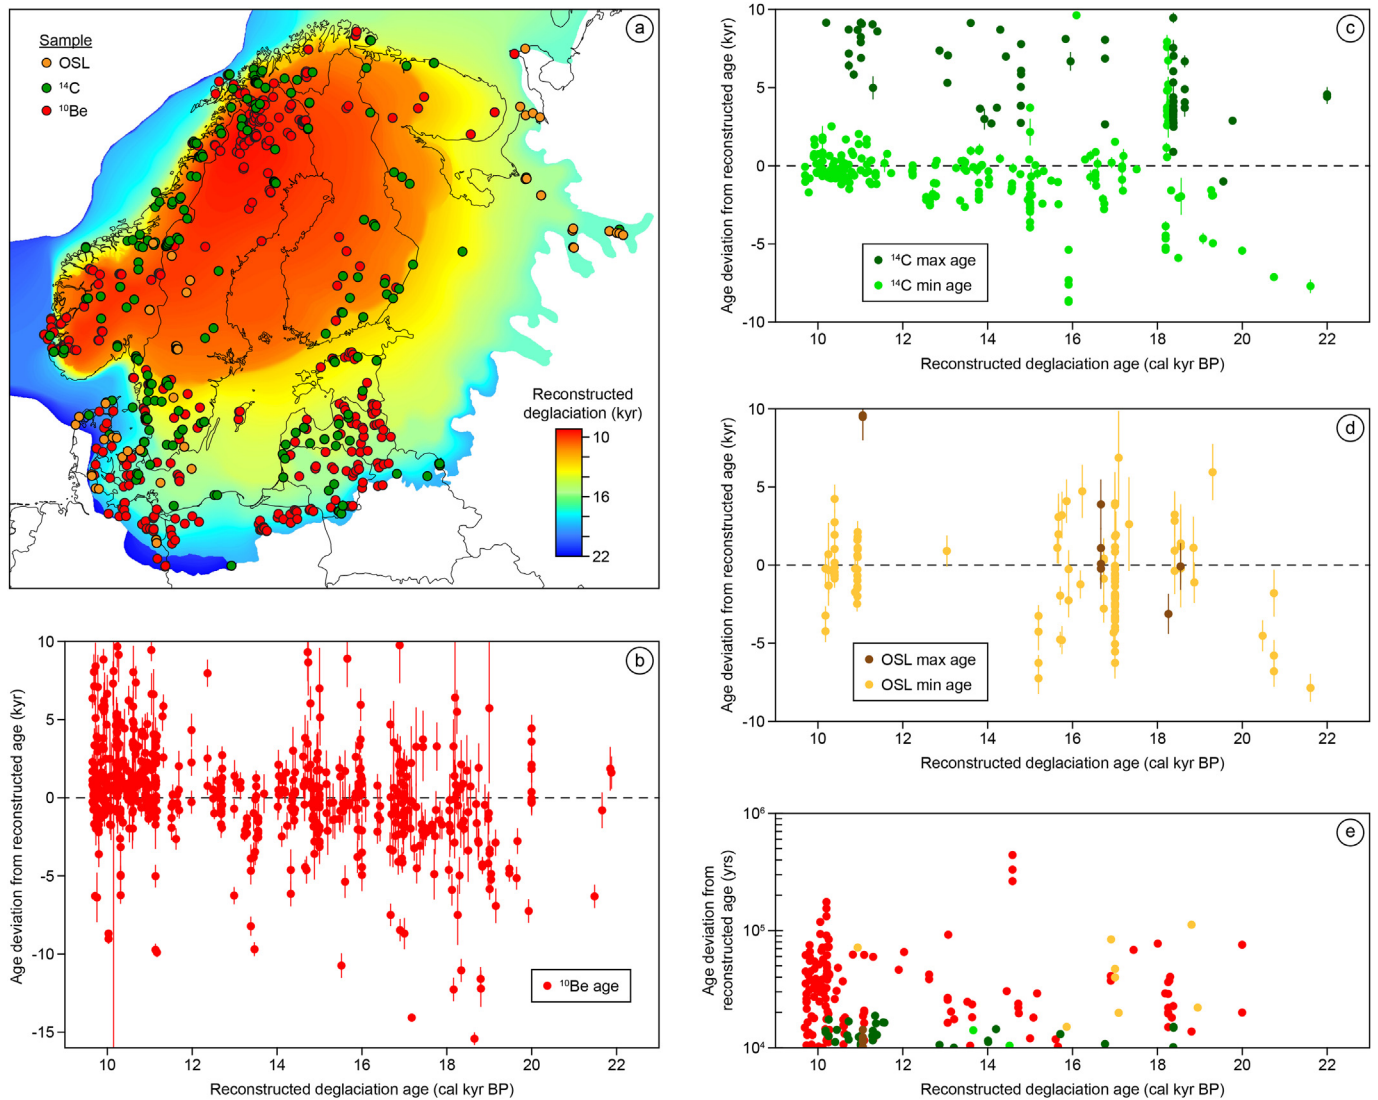 a
Sample
OSL
¹⁴C
¹⁰Be
Reconstructed
deglaciation (kyr)
10
16
22
b
10
5
0
-5
-10
-15
Age deviation from reconstructed age (kyr)
¹⁰Be age
10 12 14 16 18 20 22
Reconstructed deglaciation age (cal kyr BP)
c
10
5
0
-5
-10
Age deviation from reconstructed age (kyr)
¹⁴C max age
¹⁴C min age
10 12 14 16 18 20 22
Reconstructed deglaciation age (cal kyr BP)
d
10
5
0
-5
-10
Age deviation from reconstructed age (kyr)
OSL max age
OSL min age
10 12 14 16 18 20 22
Reconstructed deglaciation age (cal kyr BP)
e
10⁶
10⁵
10⁴
Age deviation from
reconstructed age (yrs)
10 12 14 16 18 20 22
Reconstructed deglaciation age (cal kyr BP)